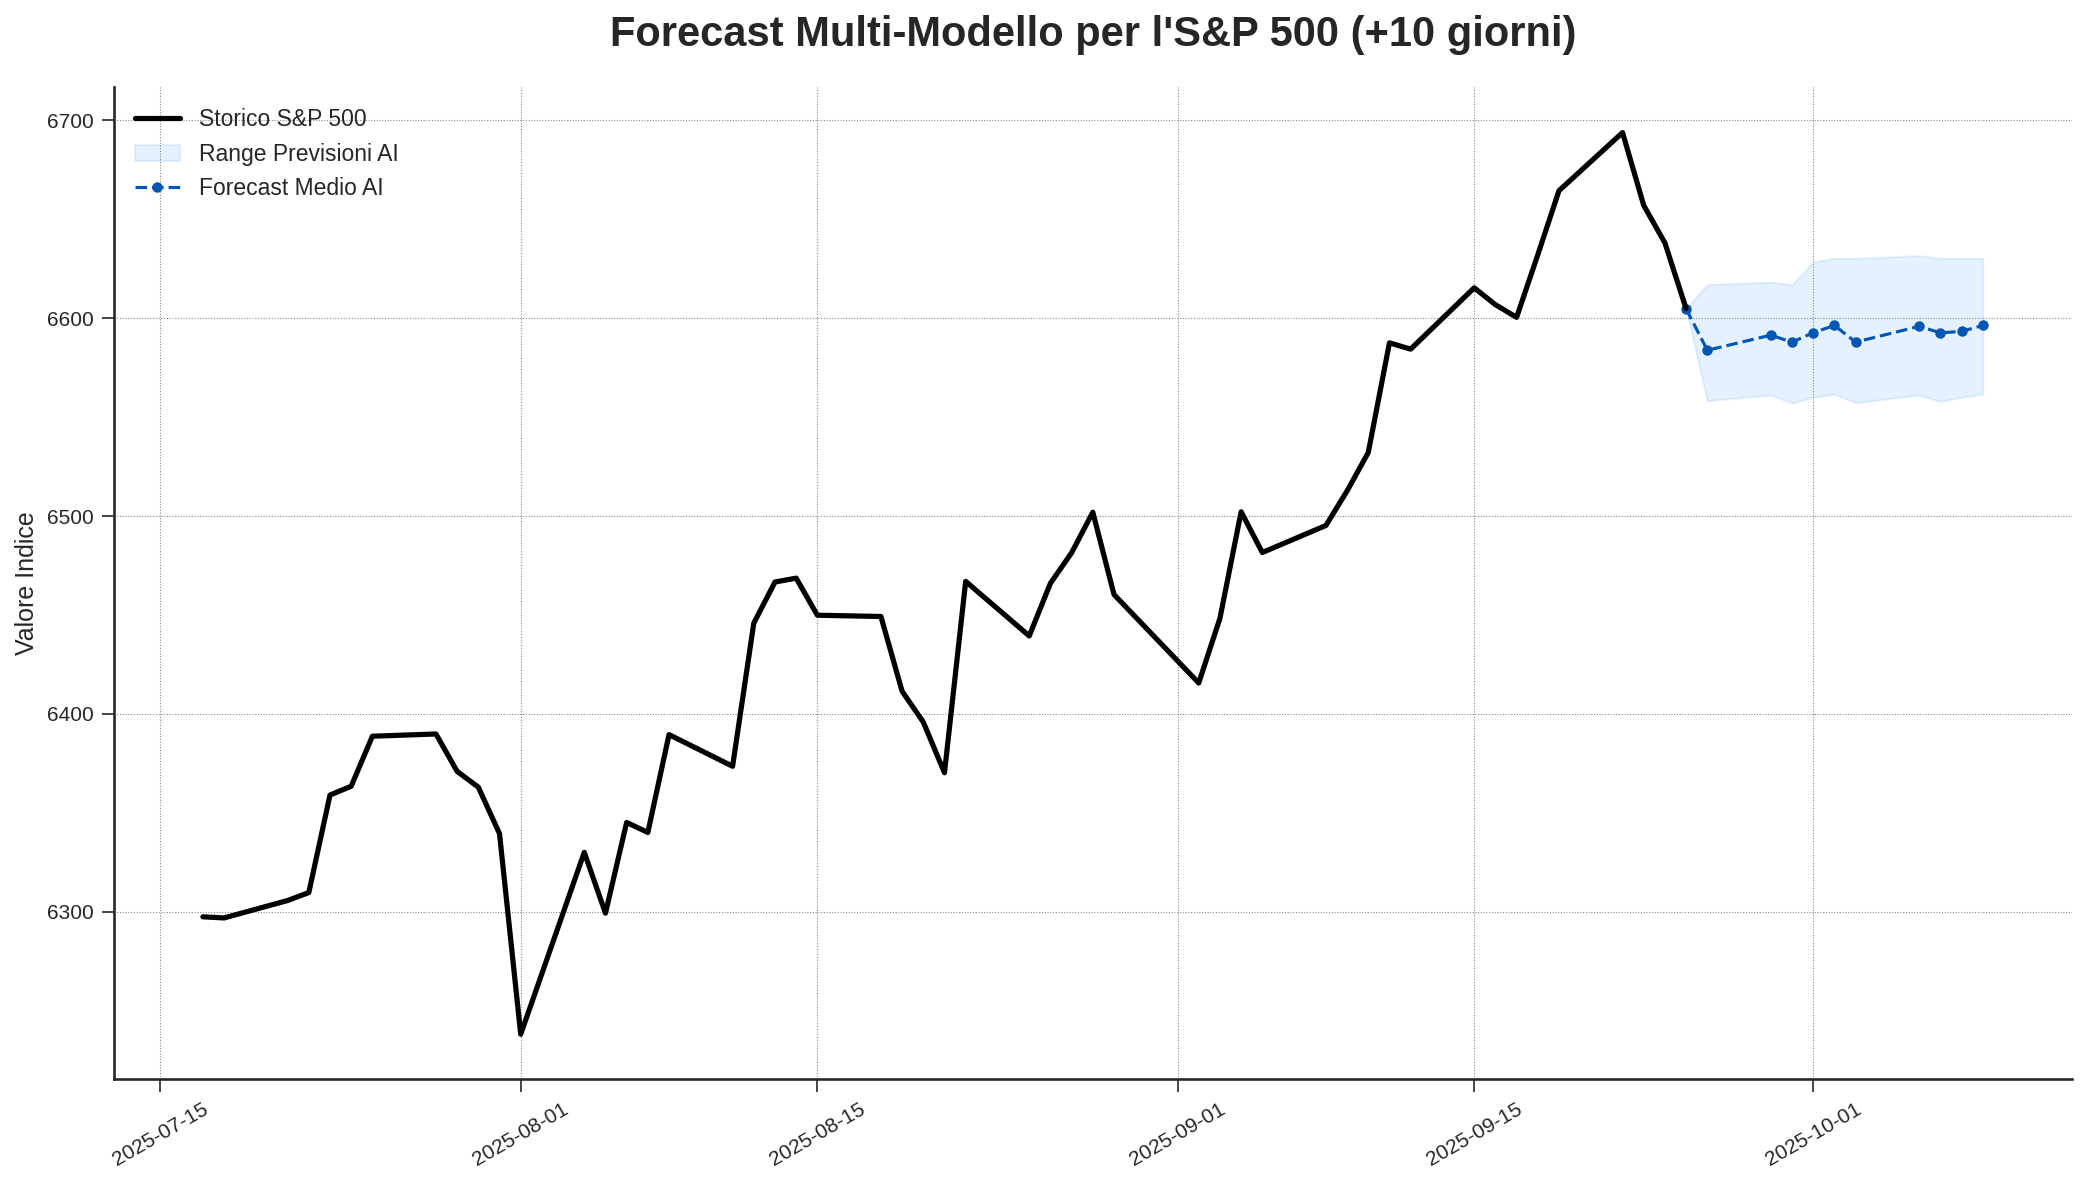 Forecast Multi-Modello per l'S&P 500 (+10 giorni)
Storico S&P 500
Range Previsioni AI
Forecast Medio AI
Valore Indice
6700
6600
6500
6400
6300
2025-07-15
2025-08-01
2025-08-15
2025-09-01
2025-09-15
2025-10-01